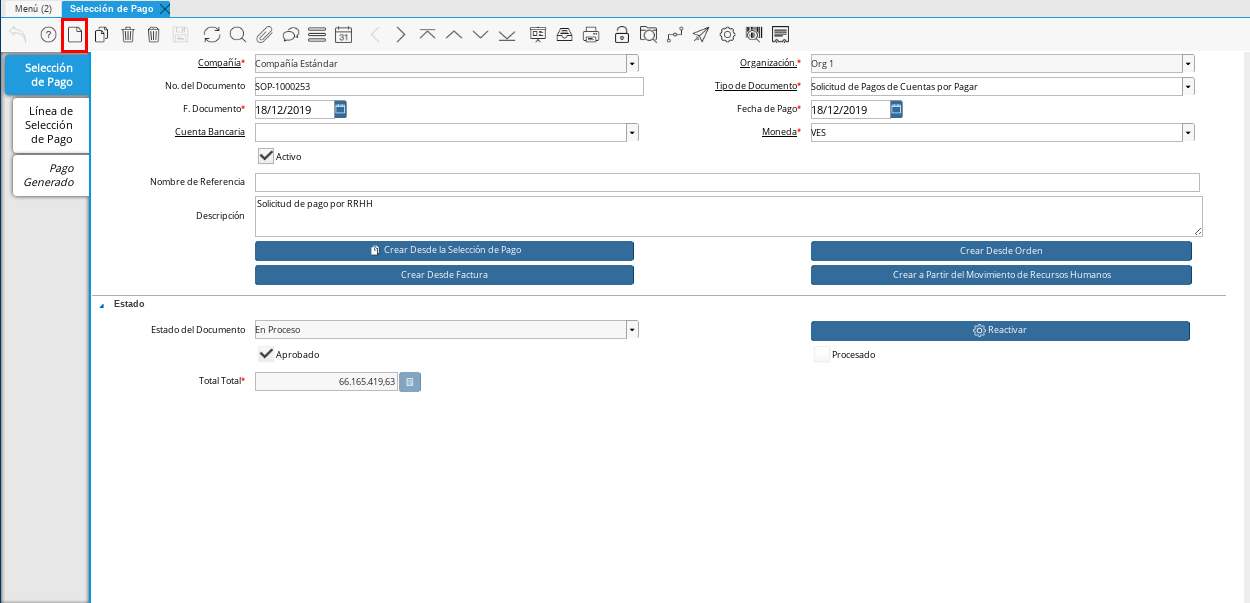 Menú (2)
Selección de Pago
?
31
Selección
de Pago
Línea de
Selección
de Pago
Pago
Generado
Compañía*
Compañía Estándar
Organización.*
Org 1
No. del Documento
SOP-1000253
Tipo de Documento*
Solicitud de Pagos de Cuentas por Pagar
F. Documento*
18/12/2019
Fecha de Pago*
18/12/2019
Cuenta Bancaria
Moneda*
VES
Activo
Nombre de Referencia
Descripción
Solicitud de pago por RRHH
Crear Desde la Selección de Pago
Crear Desde Orden
Crear Desde Factura
Crear a Partir del Movimiento de Recursos Humanos
Estado
Estado del Documento
En Proceso
Reactivar
Aprobado
Procesado
Total Total*
66.165.419,63